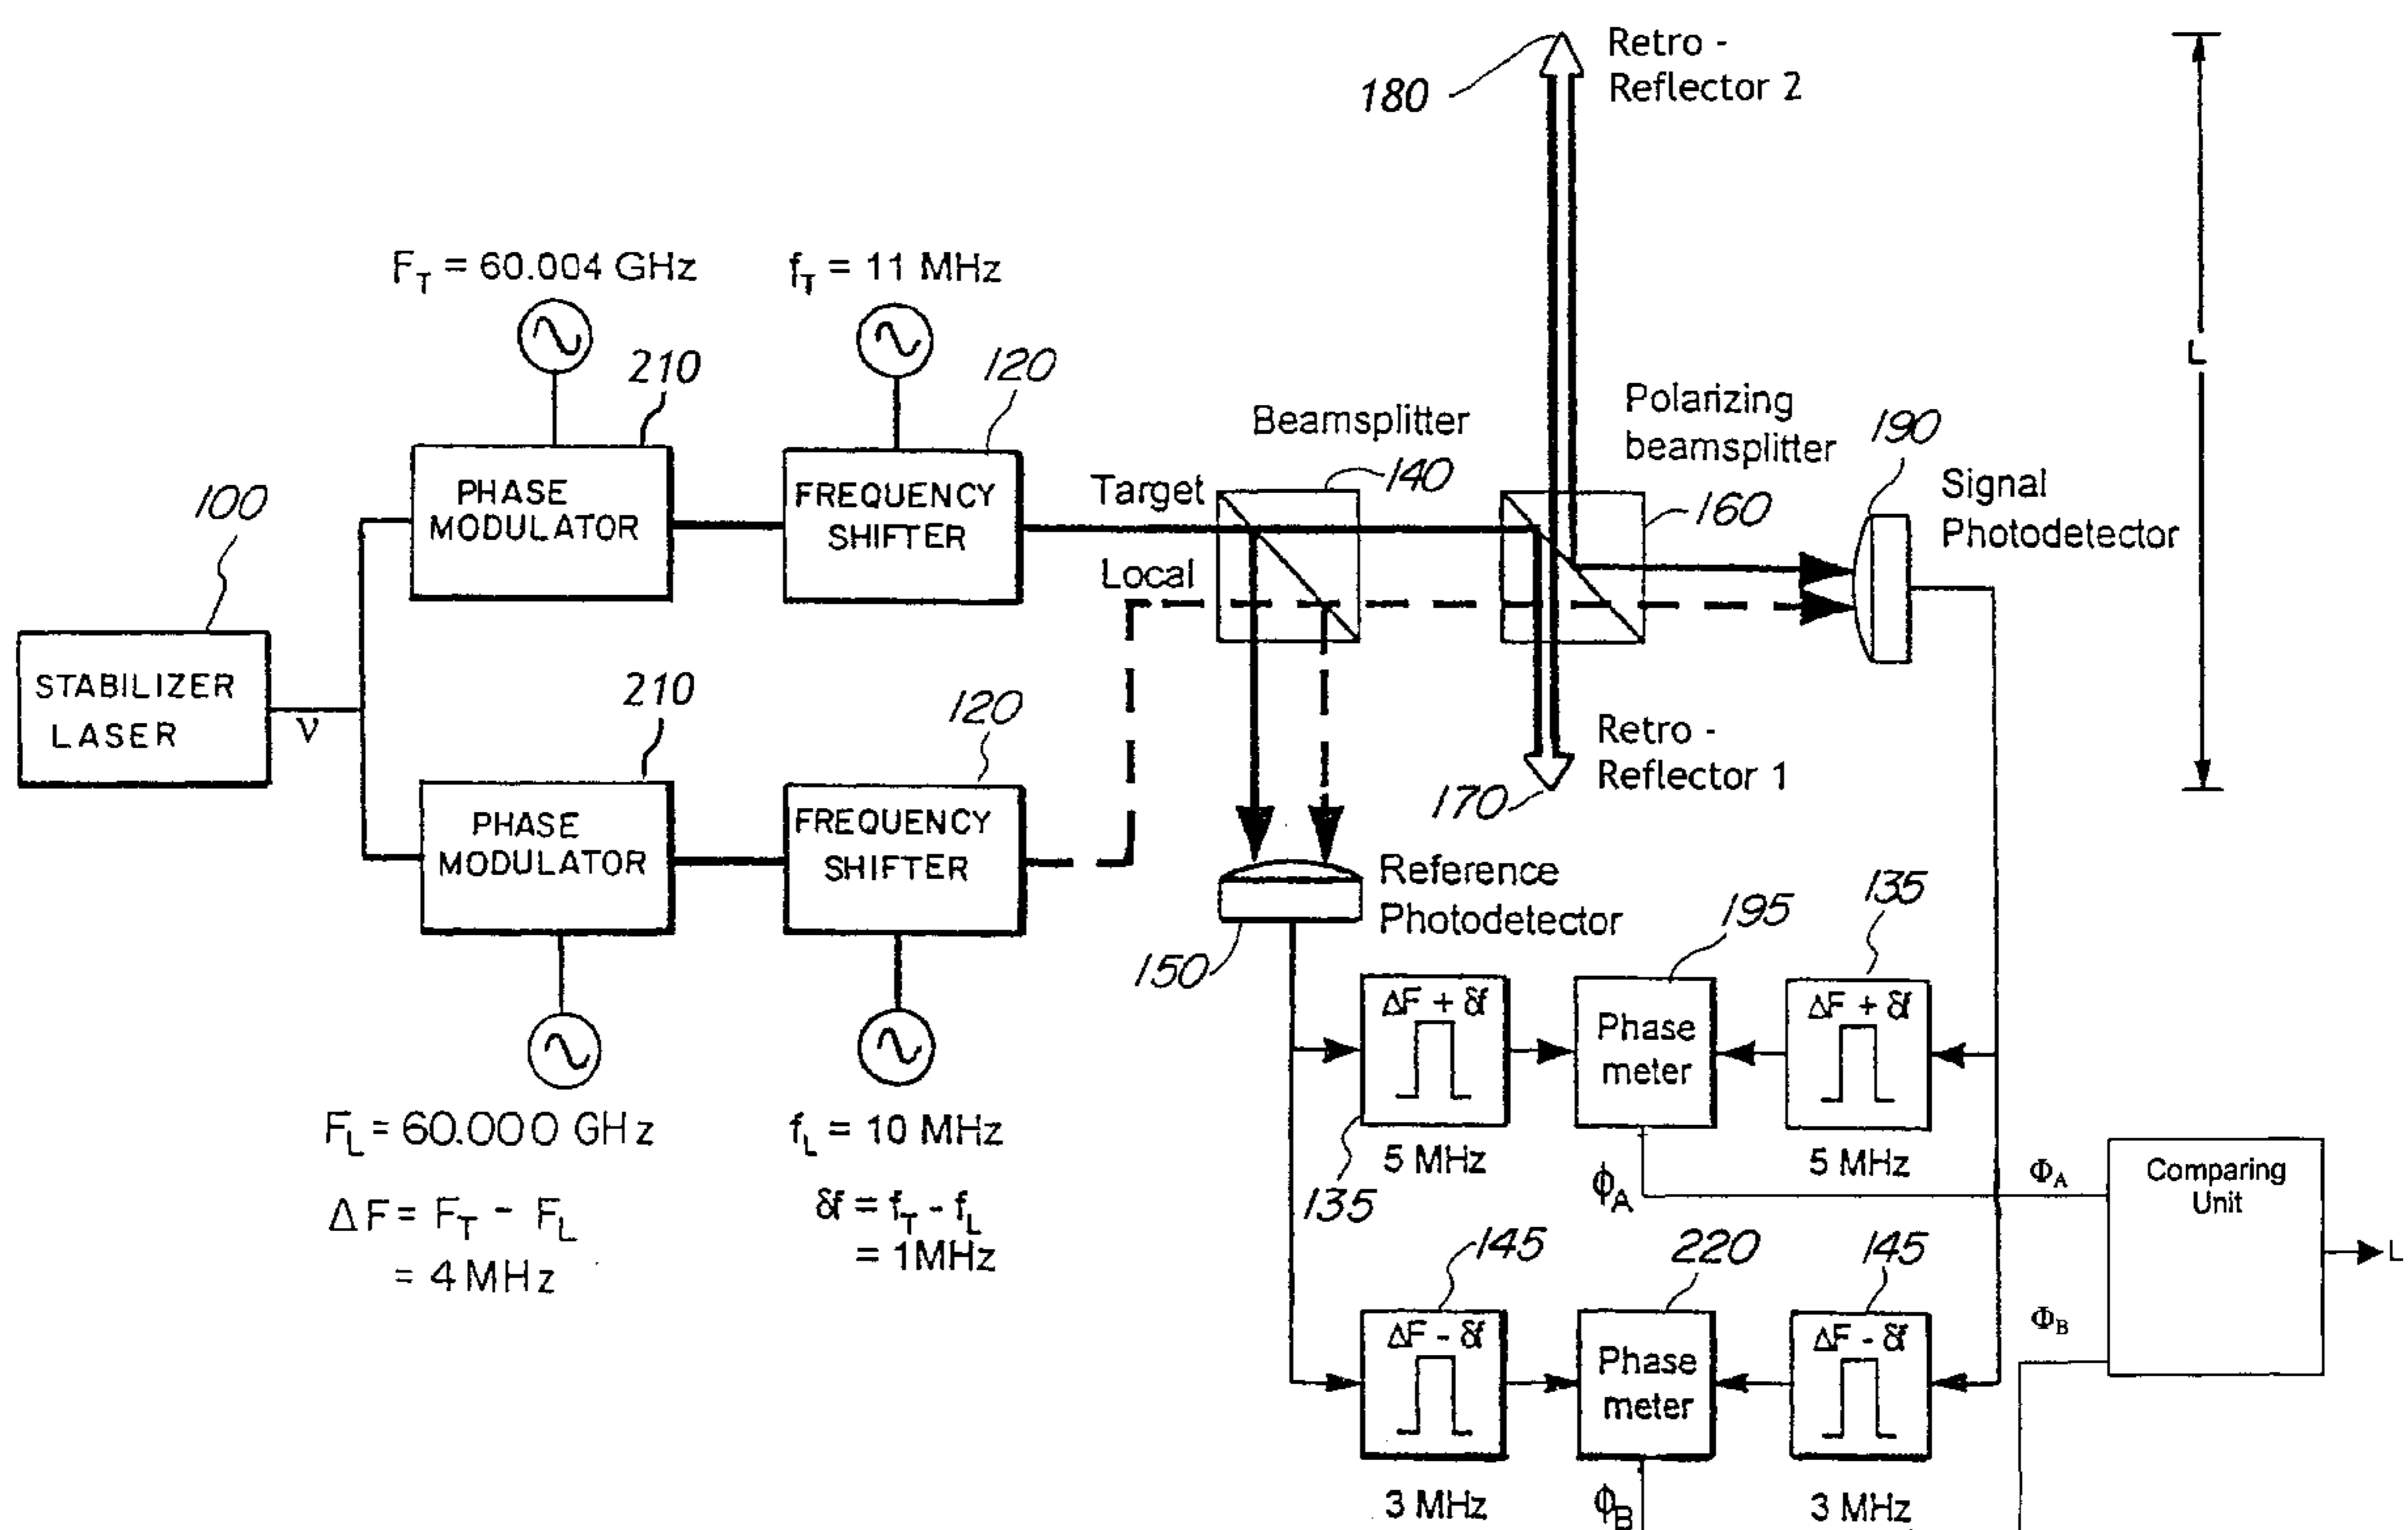 Retro -
Reflector 2
180
L
F_T = 60.004 GHz
f_T = 11 MHz
210
120
PHASE
MODULATOR
FREQUENCY
SHIFTER
Target
Local
Beamsplitter
140
Polarizing
beamsplitter
160
190
Signal
Photodetector
100
STABILIZER
LASER
ν
210
120
PHASE
MODULATOR
FREQUENCY
SHIFTER
Retro -
Reflector 1
170
Reference
Photodetector
150
F_L = 60.000 GHz
ΔF = F_T - F_L
= 4 MHz
f_L = 10 MHz
δf = f_T - f_L
= 1MHz
195
135
ΔF + δf
Phase
meter
ΔF + δf
5 MHz
5 MHz
135
ϕ_A
Φ_A
Comparing
Unit
L
145
220
145
ΔF - δf
Phase
meter
ΔF - δf
3 MHz
3 MHz
ϕ_B
Φ_B